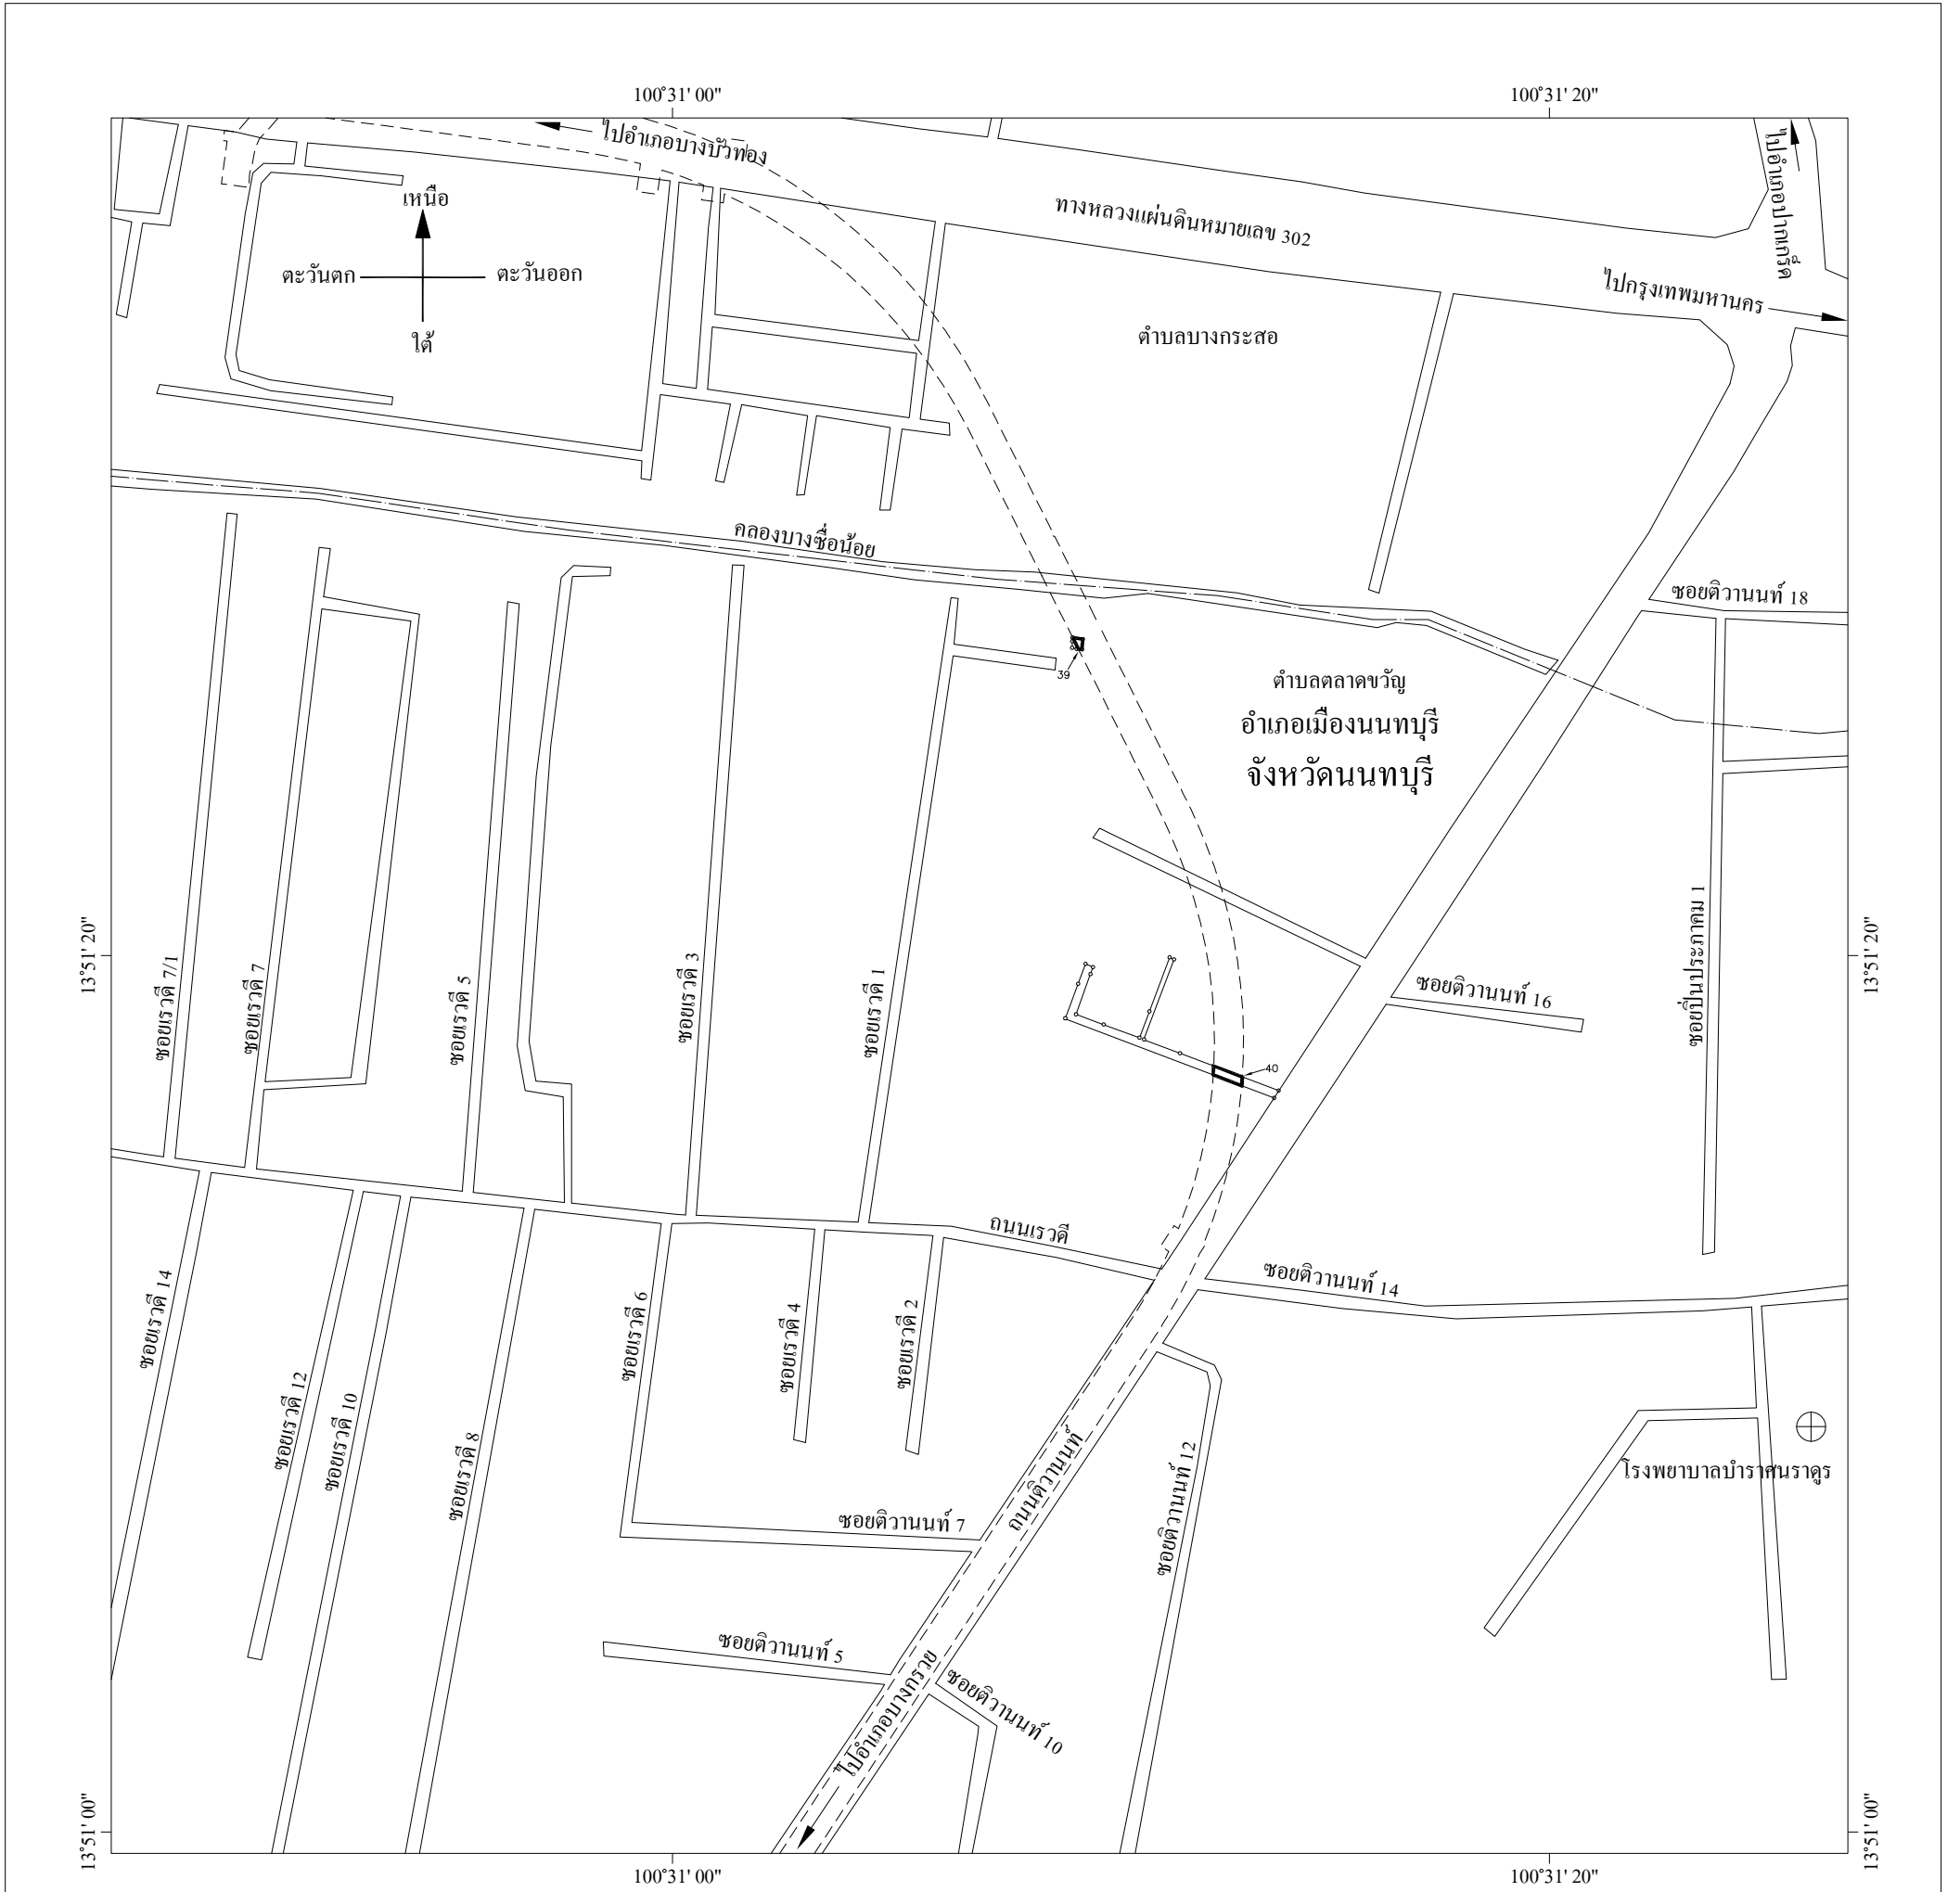 100°31' 00"
100°31' 20"
ไปอำเภอบางบัวทอง
ไปอำเภอปากเกร็ด
เหนือ
ทางหลวงแผ่นดินหมายเลข 302
ตะวันตก
ตะวันออก
ไปกรุงเทพมหานคร
ใต้
ตำบลบางกระสอ
คลองบางซื่อน้อย
ซอยติวานนท์ 18
39
ตำบลตลาดขวัญ
อำเภอเมืองนนทบุรี
จังหวัดนนทบุรี
13°51' 20"
13°51' 20"
ซอยเรวดี 7/1
ซอยเรวดี 7
ซอยเรวดี 5
ซอยเรวดี 3
ซอยเรวดี 1
ซอยติวานนท์ 16
ซอยปิ่นประภาคม 1
40
ถนนเรวดี
ซอยติวานนท์ 14
ซอยเรวดี 14
ซอยเรวดี 12
ซอยเรวดี 10
ซอยเรวดี 8
ซอยเรวดี 6
ซอยเรวดี 4
ซอยเรวดี 2
ถนนติวานนท์
ซอยติวานนท์ 12
โรงพยาบาลบำราศนราดูร
ซอยติวานนท์ 7
ซอยติวานนท์ 5
ไปอำเภอบางกรวย
ซอยติวานนท์ 10
13°51' 00"
13°51' 00"
100°31' 00"
100°31' 20"